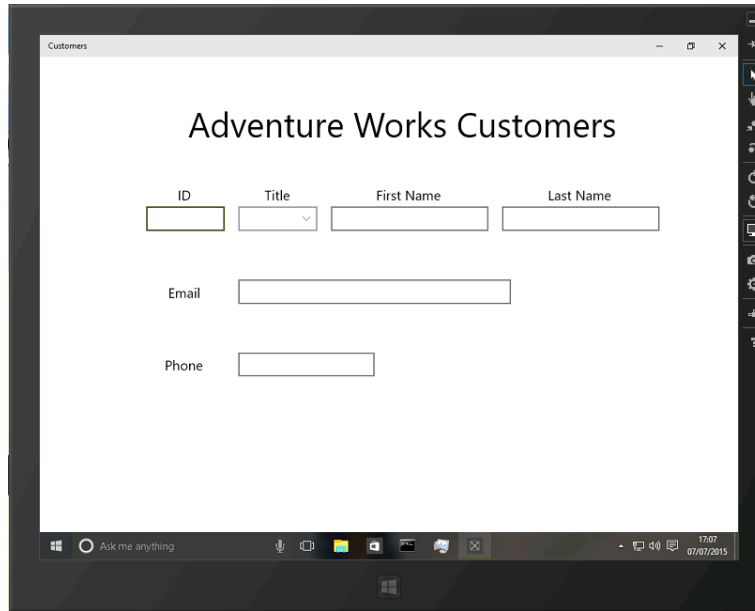 Customers
Adventure Works Customers
ID Title First Name Last Name
Email
Phone
Ask me anything
17:07
07/07/2015